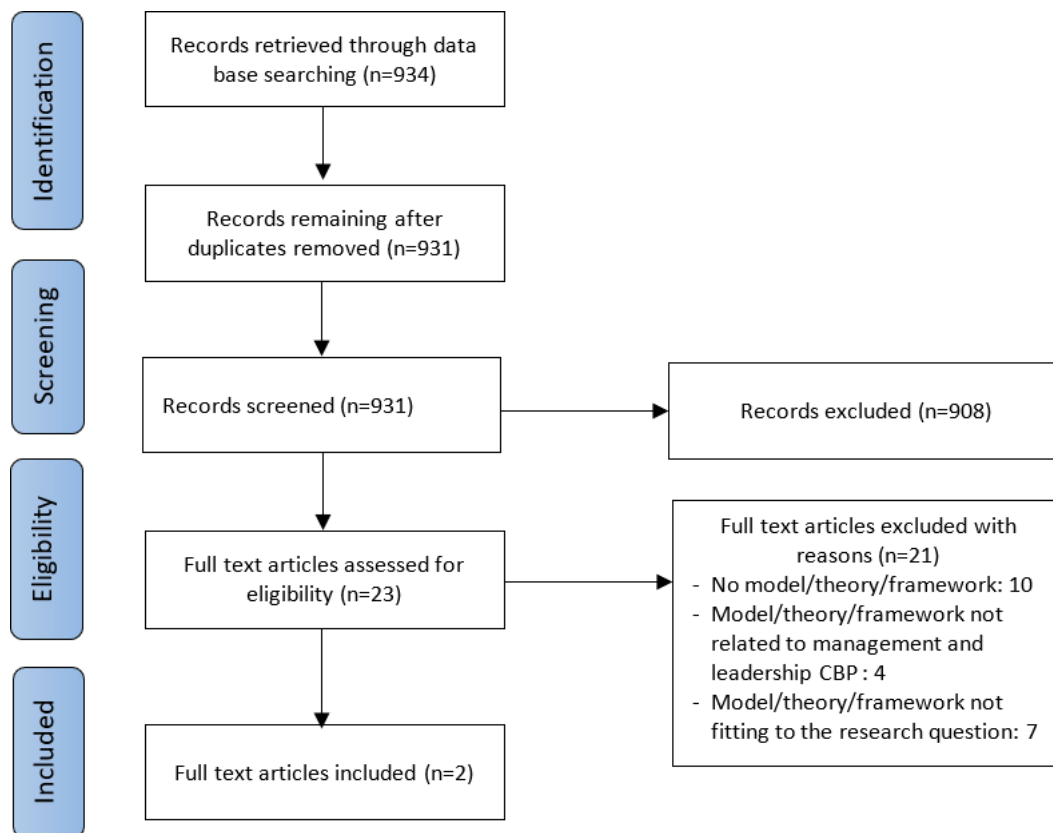 Identification
Records retrieved through data
base searching (n=934)
Records remaining after
duplicates removed (n=931)
Screening
Records screened (n=931)
Records excluded (n=908)
Eligibility
Full text articles assessed for
eligibility (n=23)
Full text articles excluded with
reasons (n=21)
- No model/theory/framework: 10
- Model/theory/framework not
related to management and
leadership CBP : 4
- Model/theory/framework not
fitting to the research question: 7
Included
Full text articles included (n=2)